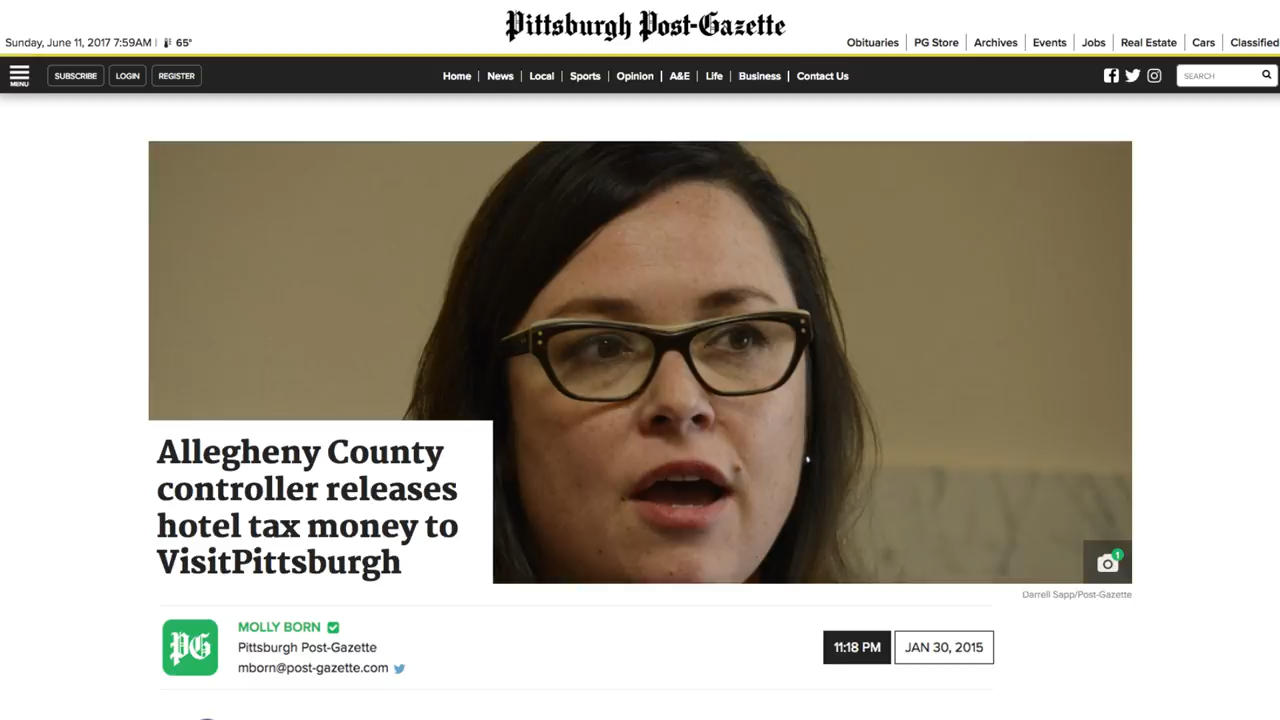 Pittsburgh Post-Gazette
Sunday, June 11, 2017 7:59AM | 65°
Obituaries | PG Store | Archives | Events | Jobs | Real Estate | Cars | Classified
MENU
SUBSCRIBE LOGIN REGISTER
Home | News | Local | Sports | Opinion | A&E | Life | Business | Contact Us
SEARCH
Allegheny County
controller releases
hotel tax money to
VisitPittsburgh
1
Darrell Sapp/Post-Gazette
PG
MOLLY BORN
Pittsburgh Post-Gazette
mborn@post-gazette.com
11:18 PM JAN 30, 2015